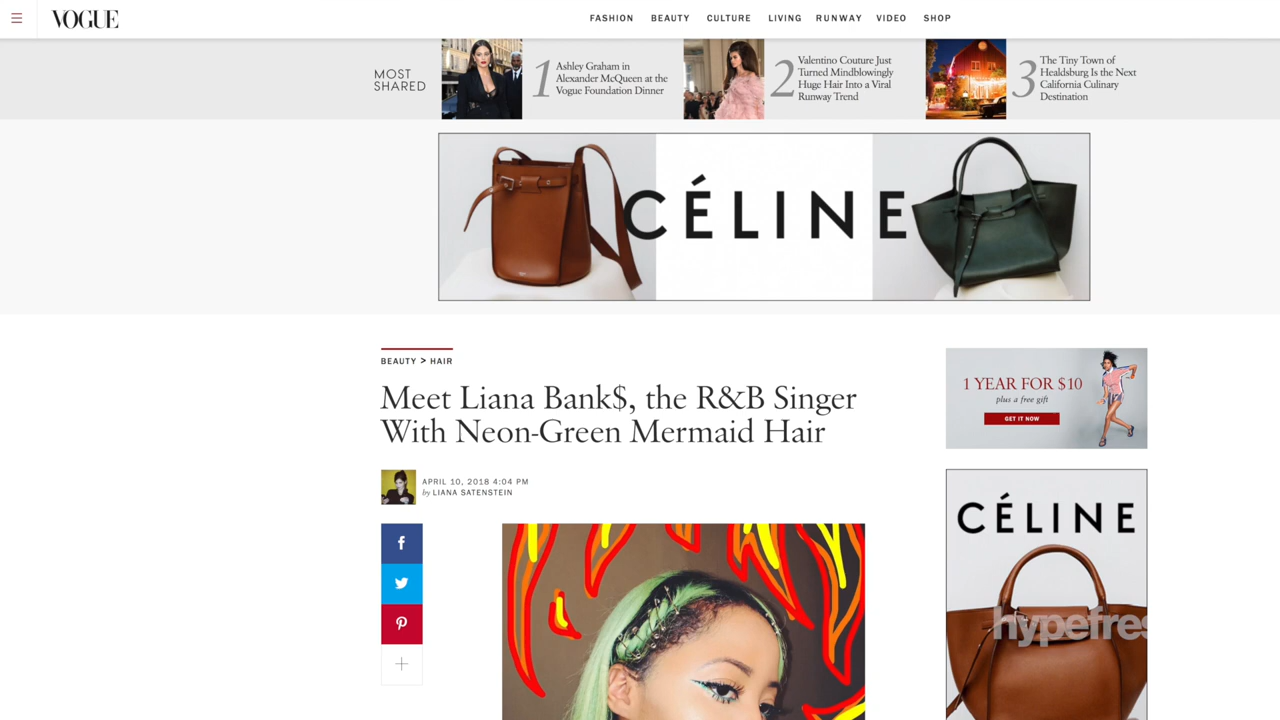 VOGUE
FASHION BEAUTY CULTURE LIVING RUNWAY VIDEO SHOP
MOST
SHARED
1
Ashley Graham in
Alexander McQueen at the
Vogue Foundation Dinner
2
Valentino Couture Just
Turned Mindblowingly
Huge Hair Into a Viral
Runway Trend
3
The Tiny Town of
Healdsburg Is the Next
California Culinary
Destination
CÉLINE
BEAUTY > HAIR
Meet Liana Bank$, the R&B Singer
With Neon-Green Mermaid Hair
APRIL 10, 2018 4:04 PM
by LIANA SATENSTEIN
1 YEAR FOR $10
plus a free gift
GET IT NOW
CÉLINE
hypefres